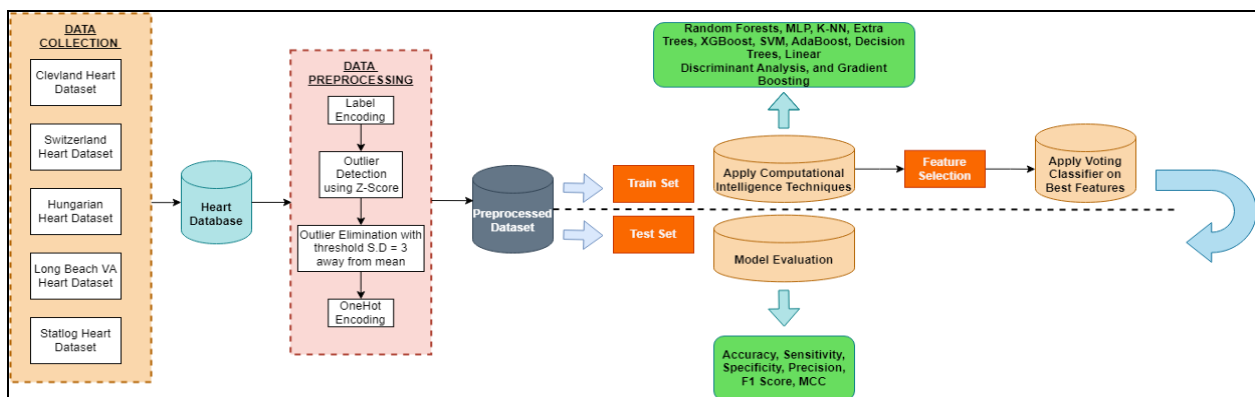 DATA
COLLECTION
Clevland Heart
Dataset
Switzerland
Heart Dataset
Hungarian
Heart Dataset
Long Beach VA
Heart Dataset
Statlog Heart
Dataset
Heart
Database
DATA
PREPROCESSING
Label
Encoding
Outlier
Detection
using Z-Score
Outlier Elimination with
threshold S.D = 3
away from mean
OneHot
Encoding
Preprocessed
Dataset
Train Set
Test Set
Random Forests, MLP, K-NN, Extra
Trees, XGBoost, SVM, AdaBoost, Decision
Trees, Linear
Discriminant Analysis, and Gradient
Boosting
Apply Computational
Intelligence Techniques
Feature
Selection
Apply Voting
Classifier on
Best Features
Model Evaluation
Accuracy, Sensitivity,
Specificity, Precision,
F1 Score, MCC